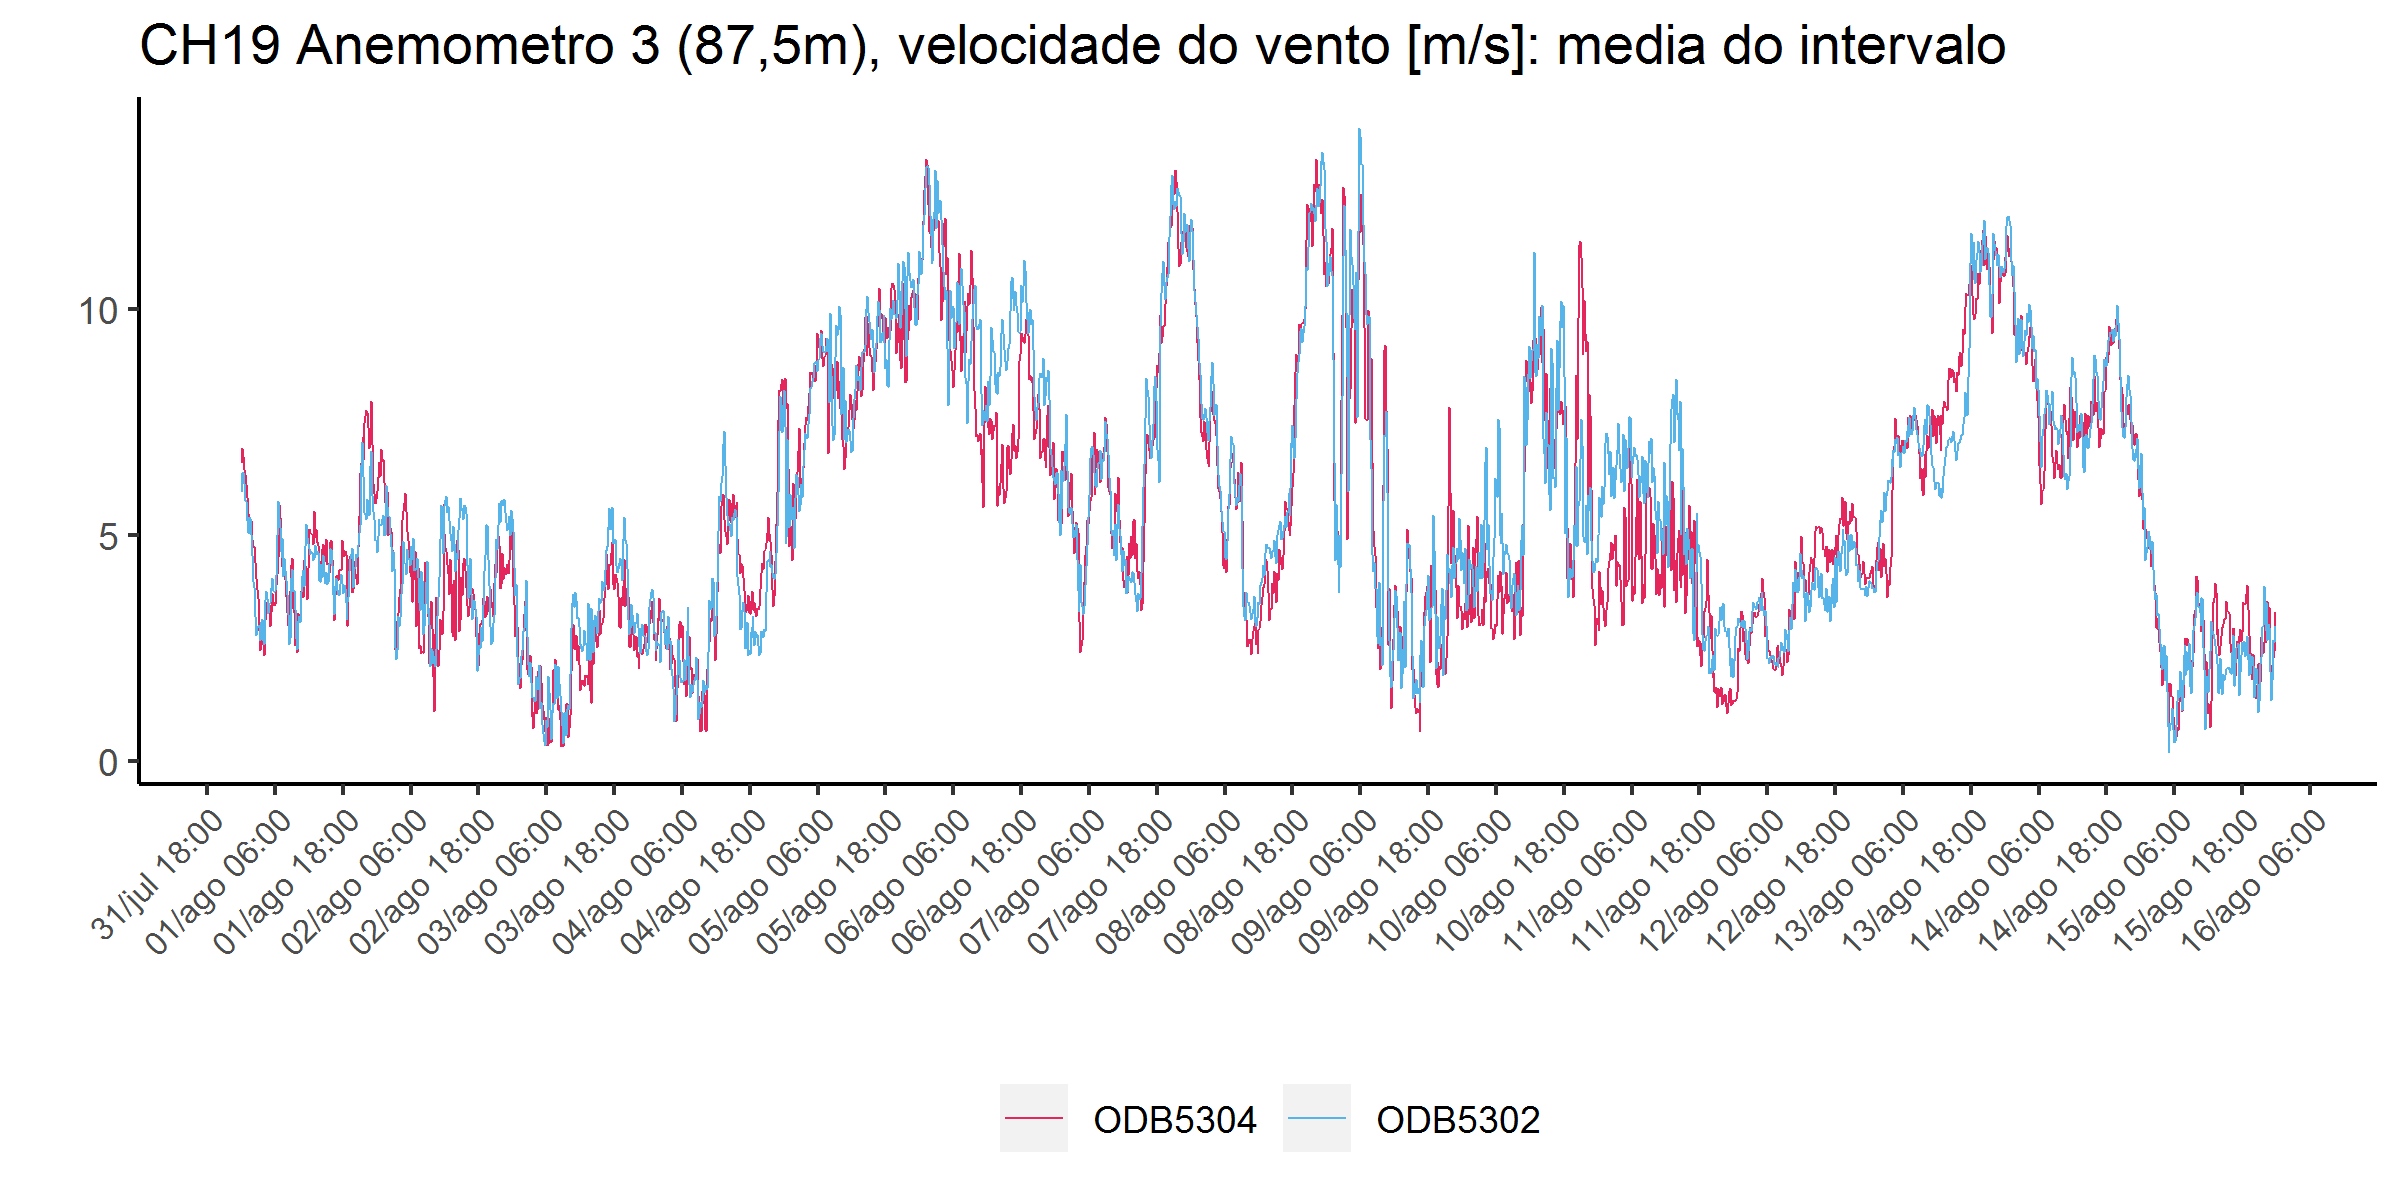 CH19 Anemometro 3 (87,5m), velocidade do vento [m/s]: media do intervalo
10
5
0
31/jul 18:00
01/ago 06:00
01/ago 18:00
02/ago 06:00
02/ago 18:00
03/ago 06:00
03/ago 18:00
04/ago 06:00
04/ago 18:00
05/ago 06:00
05/ago 18:00
06/ago 06:00
06/ago 18:00
07/ago 06:00
07/ago 18:00
08/ago 06:00
08/ago 18:00
09/ago 06:00
09/ago 18:00
10/ago 06:00
10/ago 18:00
11/ago 06:00
11/ago 18:00
12/ago 06:00
12/ago 18:00
13/ago 06:00
13/ago 18:00
14/ago 06:00
14/ago 18:00
15/ago 06:00
15/ago 18:00
16/ago 06:00
ODB5304
ODB5302